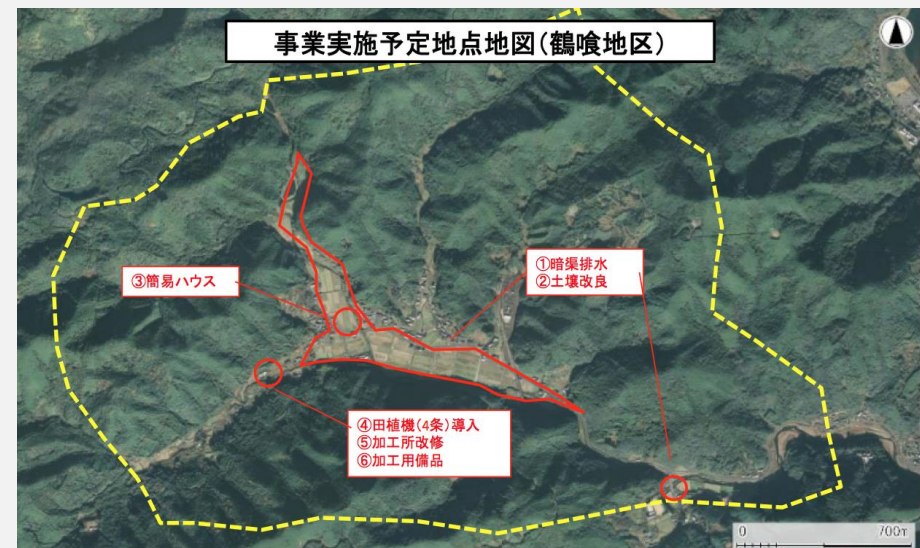 事業実施予定地点地図(鶴喰地区)
①暗渠排水
②土壌改良
③簡易ハウス
④田植機(4条)導入
⑤加工所改修
⑥加工用備品
0 700m